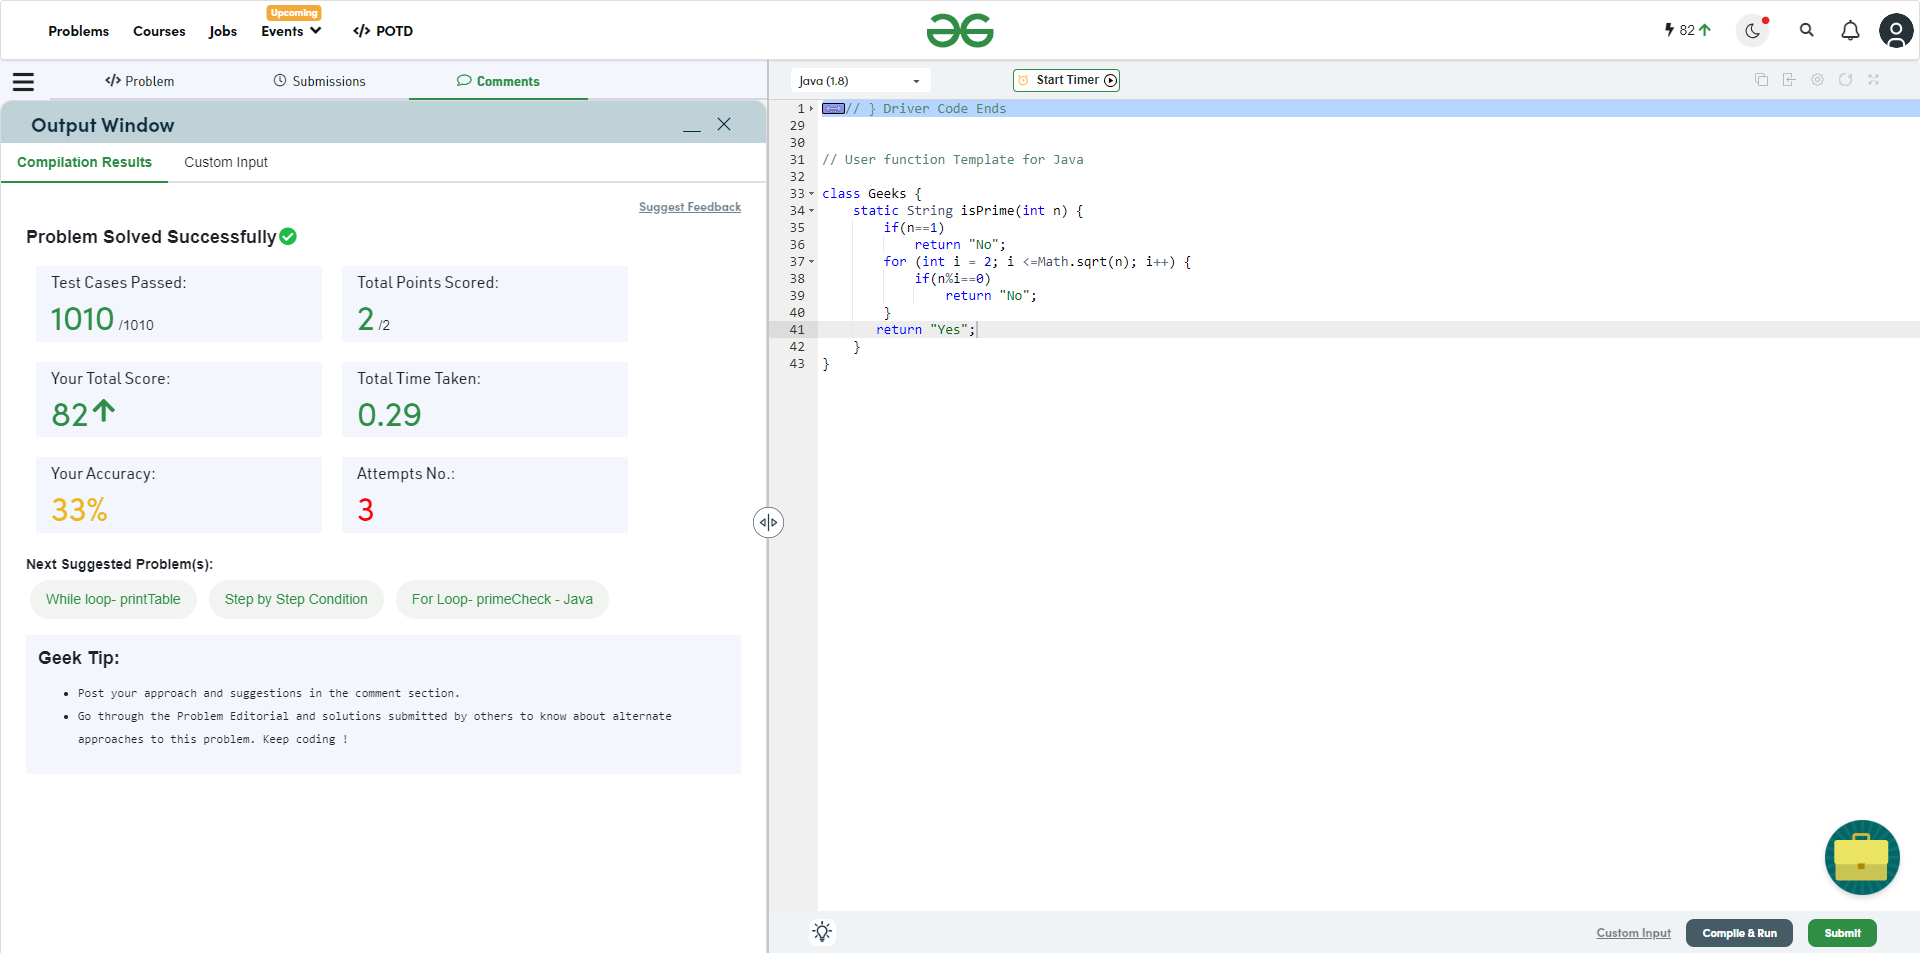 Upcoming
Problems Courses Jobs Events </> POTD
82
</> Problem Submissions Comments
Java (1.8) Start Timer
Output Window
Compilation Results Custom Input
Suggest Feedback
Problem Solved Successfully
Test Cases Passed: Total Points Scored:
1010 /1010 2 /2
Your Total Score: Total Time Taken:
82 0.29
Your Accuracy: Attempts No.:
33% 3
Next Suggested Problem(s):
While loop- printTable Step by Step Condition For Loop- primeCheck - Java
Geek Tip:
• Post your approach and suggestions in the comment section.
• Go through the Problem Editorial and solutions submitted by others to know about alternate
approaches to this problem. Keep coding !
1 // } Driver Code Ends
29
30
31 // User function Template for Java
32
33 class Geeks {
34 static String isPrime(int n) {
35 if(n==1)
36 return "No";
37 for (int i = 2; i <=Math.sqrt(n); i++) {
38 if(n%i==0)
39 return "No";
40 }
41 return "Yes";
42 }
43 }
Custom Input Compile & Run Submit